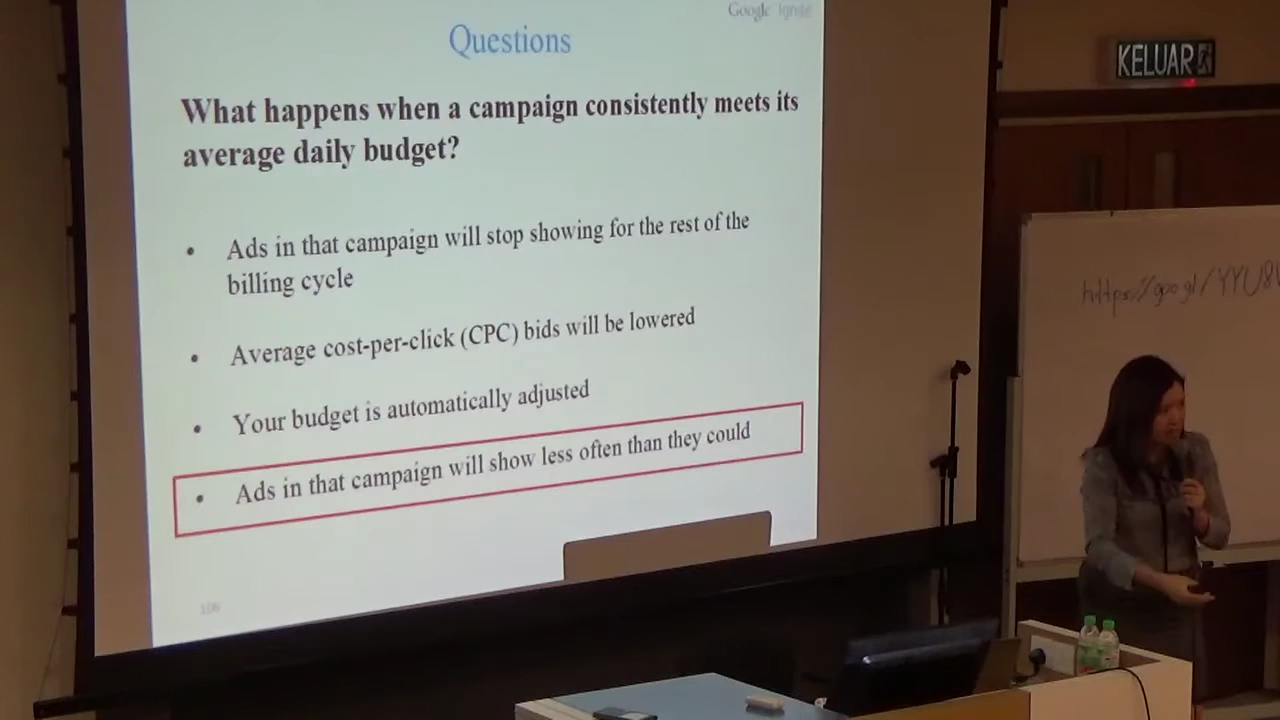 Google Ignite
Questions
KELUAR
What happens when a campaign consistently meets its
average daily budget?
• Ads in that campaign will stop showing for the rest of the
billing cycle
• Average cost-per-click (CPC) bids will be lowered
• Your budget is automatically adjusted
• Ads in that campaign will show less often than they could
106